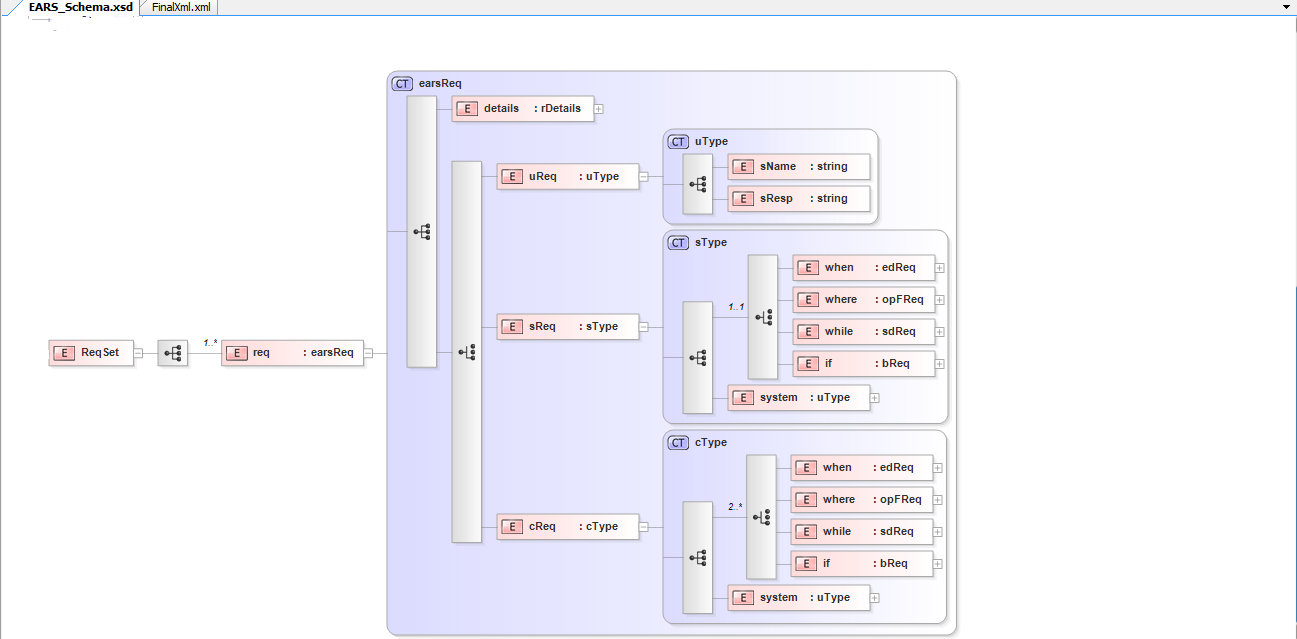 EARS_Schema.xsd FinalXml.xml
CT earsReq
E details : rDetails
CT uType
E sName : string
E uReq : uType
E sResp : string
CT sType
E when : edReq
E where : opFReq
1..1
E sReq : sType
E while : sdReq
1..*
E ReqSet
E req : earsReq
E if : bReq
E system : uType
CT cType
E when : edReq
E where : opFReq
2..*
E cReq : cType
E while : sdReq
E if : bReq
E system : uType